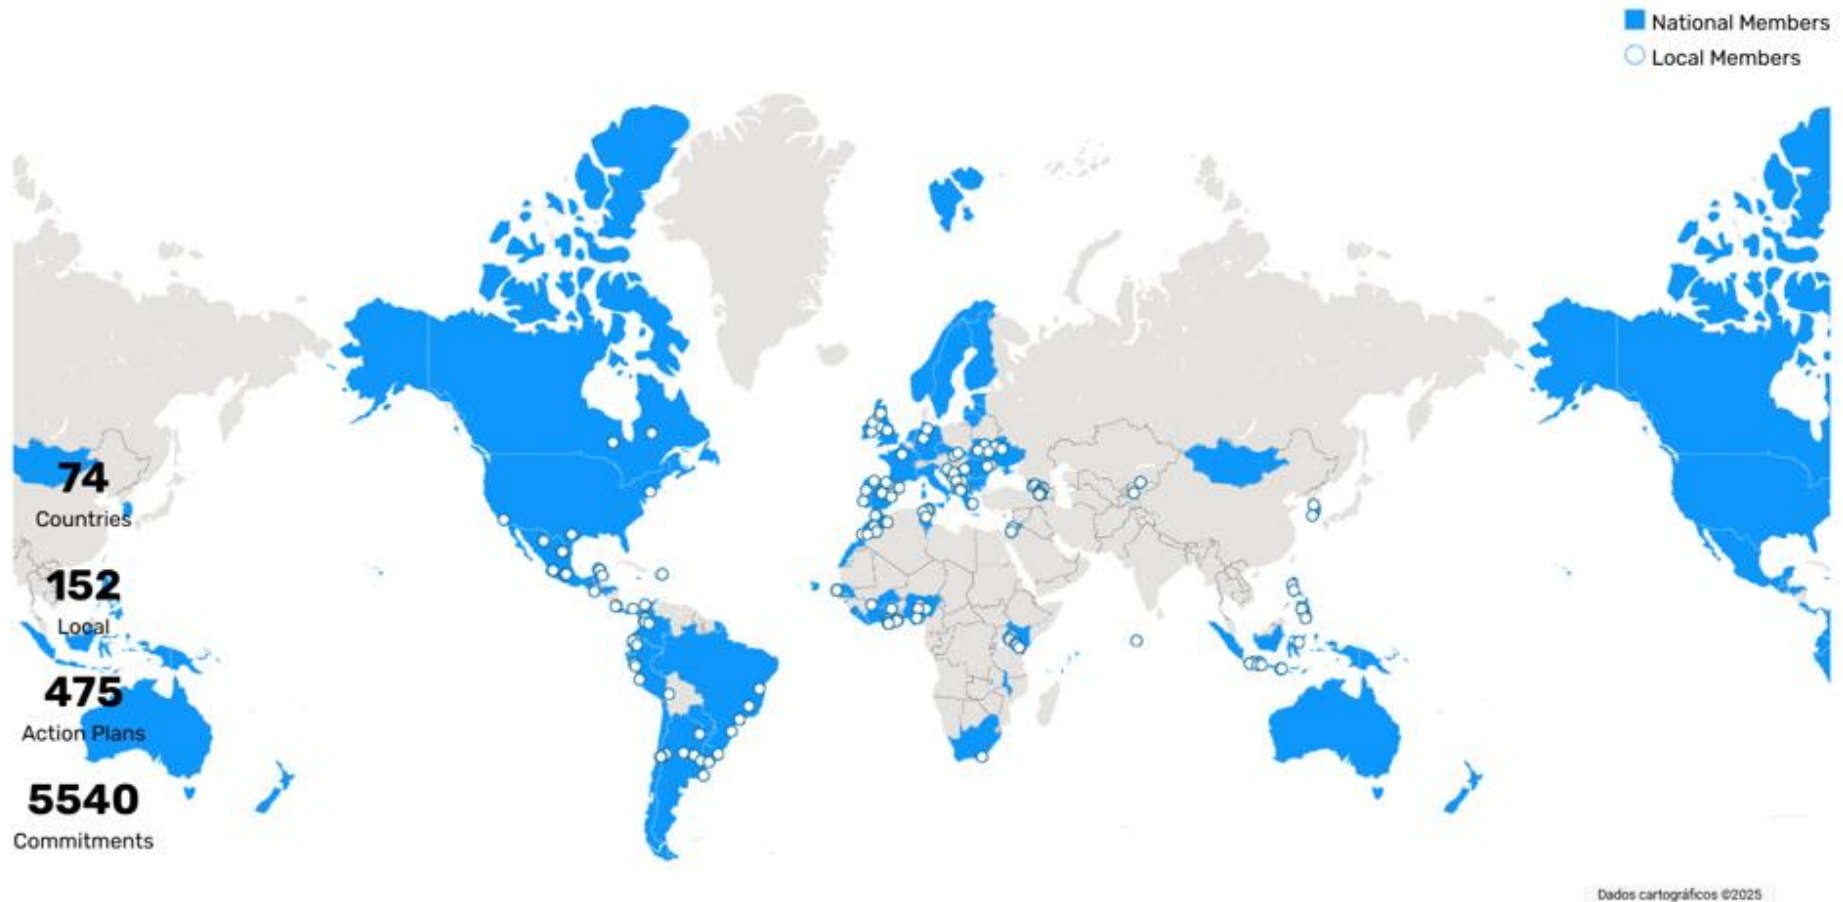 National Members
Local Members
74
Countries
152
Local
475
Action Plans
5540
Commitments
Dados cartográficos ©2025